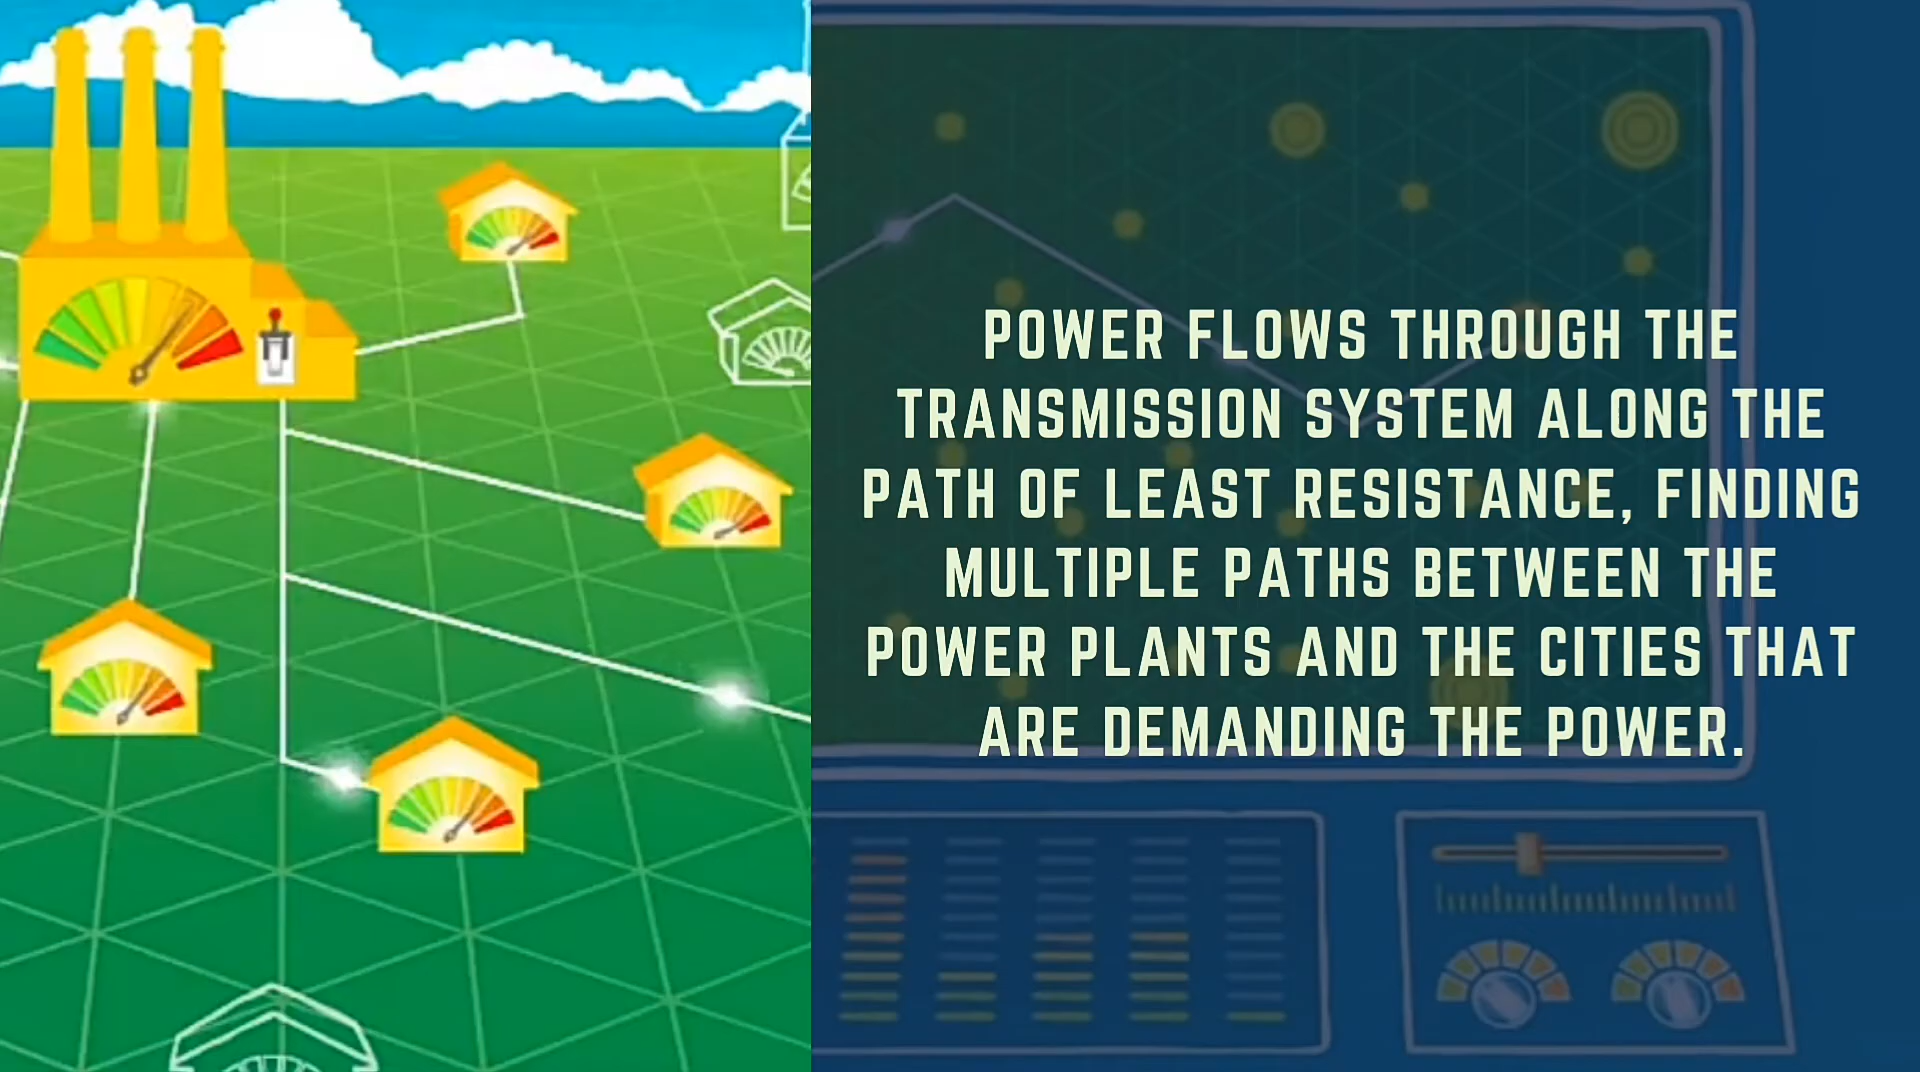 POWER FLOWS THROUGH THE
TRANSMISSION SYSTEM ALONG THE
PATH OF LEAST RESISTANCE, FINDING
MULTIPLE PATHS BETWEEN THE
POWER PLANTS AND THE CITIES THAT
ARE DEMANDING THE POWER.